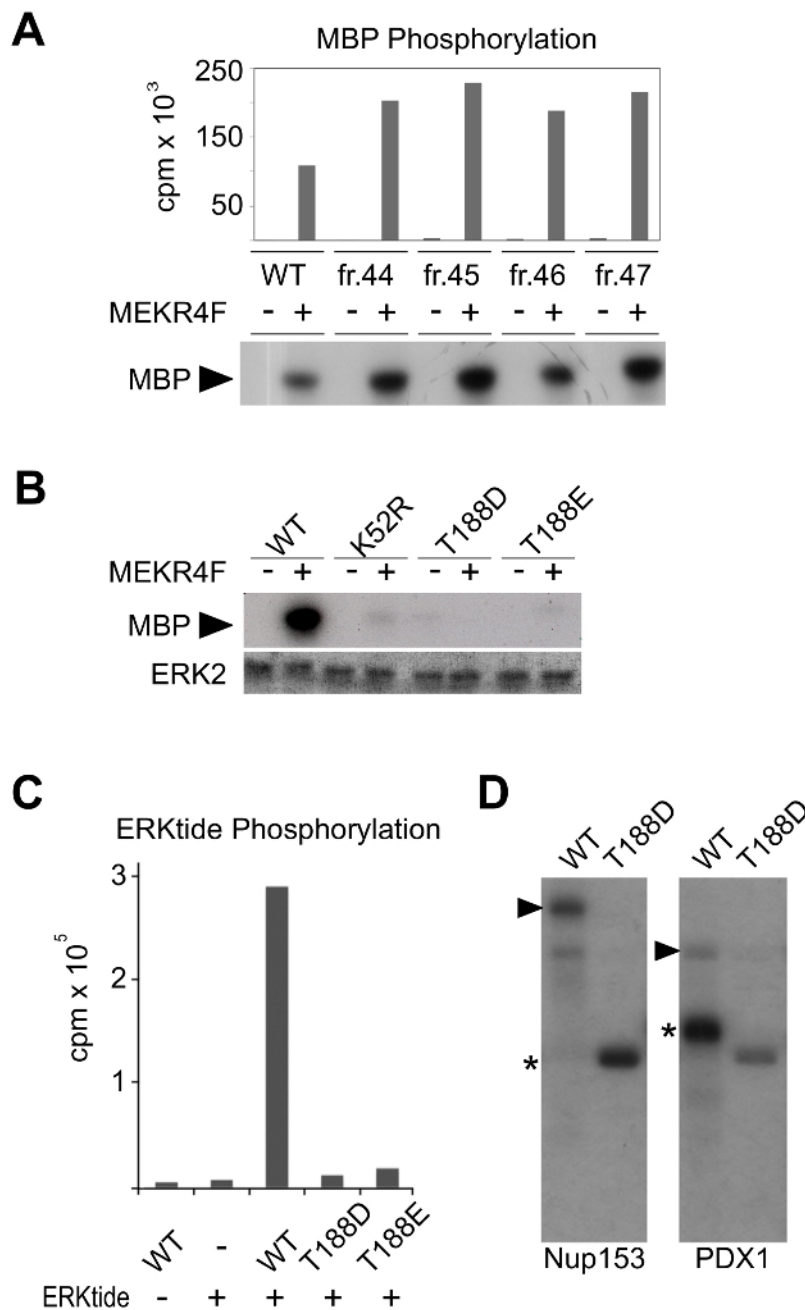 A
MBP Phosphorylation
250
150
50
cpm x 10³
WT fr.44 fr.45 fr.46 fr.47
MEKR4F - + - + - + - + - +
MBP
B
WT K52R T188D T188E
MEKR4F - + - + - + - +
MBP
ERK2
C
ERKtide Phosphorylation
3
2
1
cpm x 10⁵
WT - WT T188D T188E
ERKtide - + + + +
D
WT T188D WT T188D
*
*
Nup153 PDX1